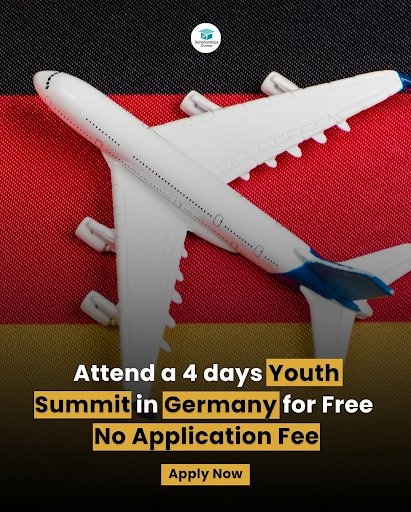 Scholarships
Corner
Attend a 4 days Youth
Summit in Germany for Free
No Application Fee
Apply Now